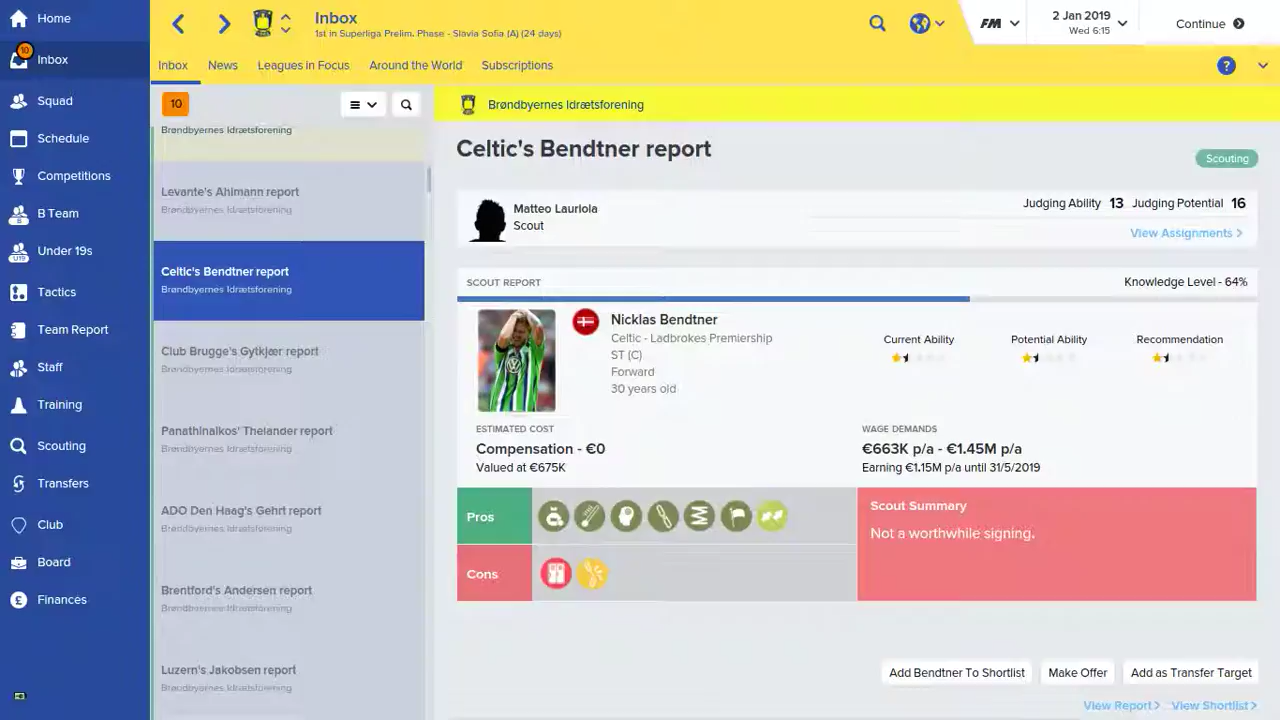 Home
10
Inbox
Squad
Schedule
Competitions
B Team
Under 19s
Tactics
Team Report
Staff
Training
Scouting
Transfers
Club
Board
Finances
Inbox
1st in Superliga Prelim. Phase - Slavia Sofia (A) (24 days)
FM
2 Jan 2019
Wed 6:15
Continue
Inbox News Leagues in Focus Around the World Subscriptions
?
10
Brøndbyernes Idrætsforening
Levante's Ahlmann report
Brøndbyernes Idrætsforening
Celtic's Bendtner report
Brøndbyernes Idrætsforening
Club Brugge's Gytkjær report
Brøndbyernes Idrætsforening
Panathinaikos' Thelander report
Brøndbyernes Idrætsforening
ADO Den Haag's Gehrt report
Brøndbyernes Idrætsforening
Brentford's Andersen report
Brøndbyernes Idrætsforening
Luzern's Jakobsen report
Brøndbyernes Idrætsforening
Brøndbyernes Idrætsforening
Celtic's Bendtner report
Scouting
Matteo Lauriola
Scout
Judging Ability 13 Judging Potential 16
View Assignments >
SCOUT REPORT
Knowledge Level - 64%
Nicklas Bendtner
Celtic - Ladbrokes Premiership
ST (C)
Forward
30 years old
Current Ability Potential Ability Recommendation
ESTIMATED COST
Compensation - €0
Valued at €675K
WAGE DEMANDS
€663K p/a - €1.45M p/a
Earning €1.15M p/a until 31/5/2019
Pros
Cons
Scout Summary
Not a worthwhile signing.
Add Bendtner To Shortlist Make Offer Add as Transfer Target
View Report > View Shortlist >